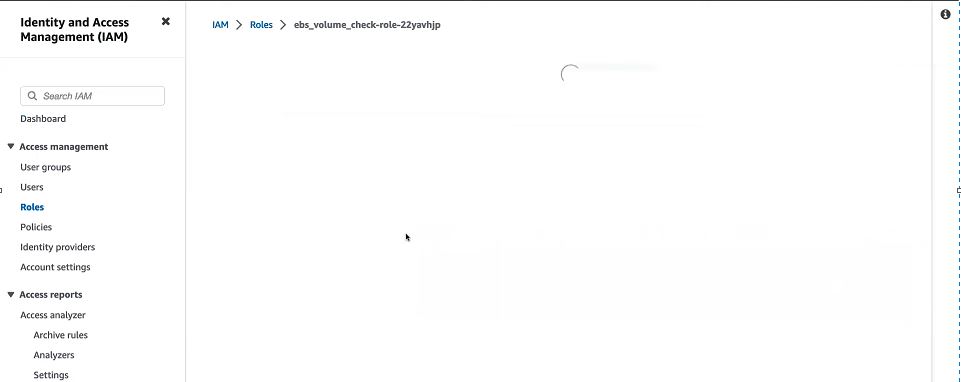 Identity and Access
Management (IAM)
Search IAM
Dashboard
Access management
User groups
Users
Roles
Policies
Identity providers
Account settings
Access reports
Access analyzer
Archive rules
Analyzers
Settings
IAM > Roles > ebs_volume_check-role-22yavhjp